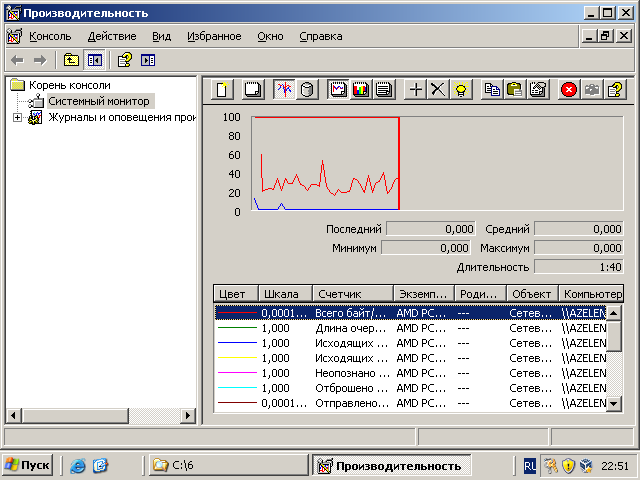 Производительность
Консоль Действие Вид Избранное Окно Справка
Корень консоли
Системный монитор
Журналы и оповещения прои
100
80
60
40
20
0
Последний 0,000 Средний 0,000
Минимум 0,000 Максимум 0,000
Длительность 1:40
Цвет Шкала Счетчик Экземп... Роди... Объект Компьютер
0,0001... Всего байт/... AMD PC... --- Сетев... \\AZELEN
1,000 Длина очер... AMD PC... --- Сетев... \\AZELEN
1,000 Исходящих ... AMD PC... --- Сетев... \\AZELEN
1,000 Исходящих ... AMD PC... --- Сетев... \\AZELEN
1,000 Неопознано ... AMD PC... --- Сетев... \\AZELEN
1,000 Отброшено ... AMD PC... --- Сетев... \\AZELEN
0,0001... Отправлено... AMD PC... --- Сетев... \\AZELEN
Пуск C:\6 Производительность RU 22:51